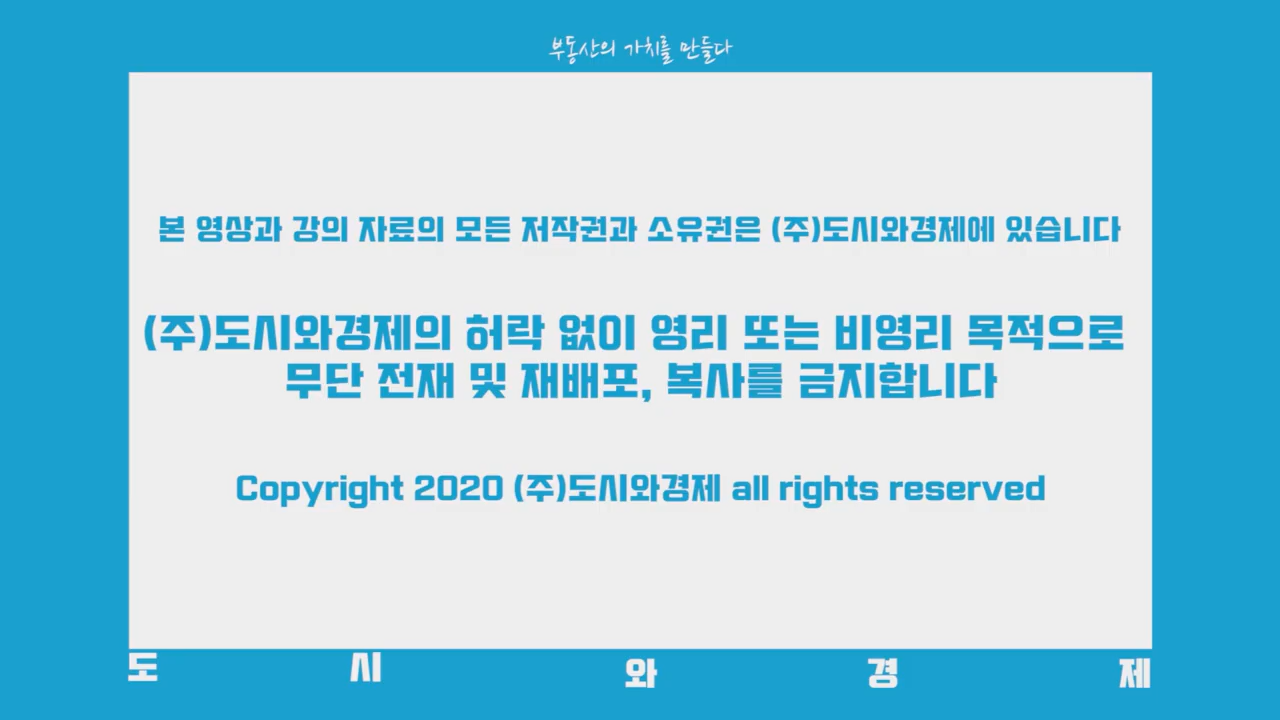 부동산의 가치를 만들다
본 영상과 강의 자료의 모든 저작권과 소유권은 (주)도시와경제에 있습니다
(주)도시와경제의 허락 없이 영리 또는 비영리 목적으로
무단 전재 및 재배포, 복사를 금지합니다
Copyright 2020 (주)도시와경제 all rights reserved
도 시 와 경 제